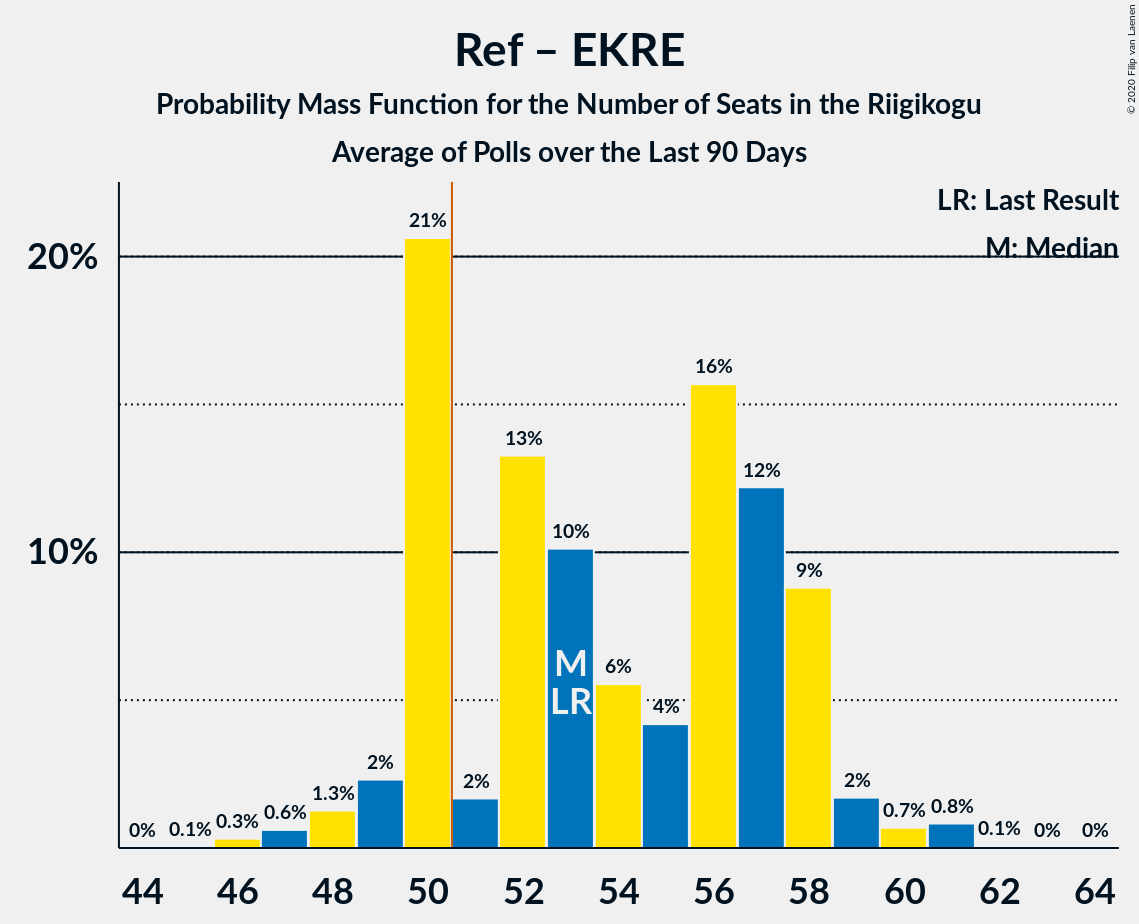 Ref – EKRE
Probability Mass Function for the Number of Seats in the Riigikogu
Average of Polls over the Last 90 Days
© 2020 Filip van Laenen
LR: Last Result
M: Median
20%
10%
0%
0.1%
0.3%
0.6%
1.3%
2%
21%
2%
13%
10%
6%
4%
16%
12%
9%
2%
0.7%
0.8%
0.1%
0%
0%
M
LR
44 46 48 50 52 54 56 58 60 62 64